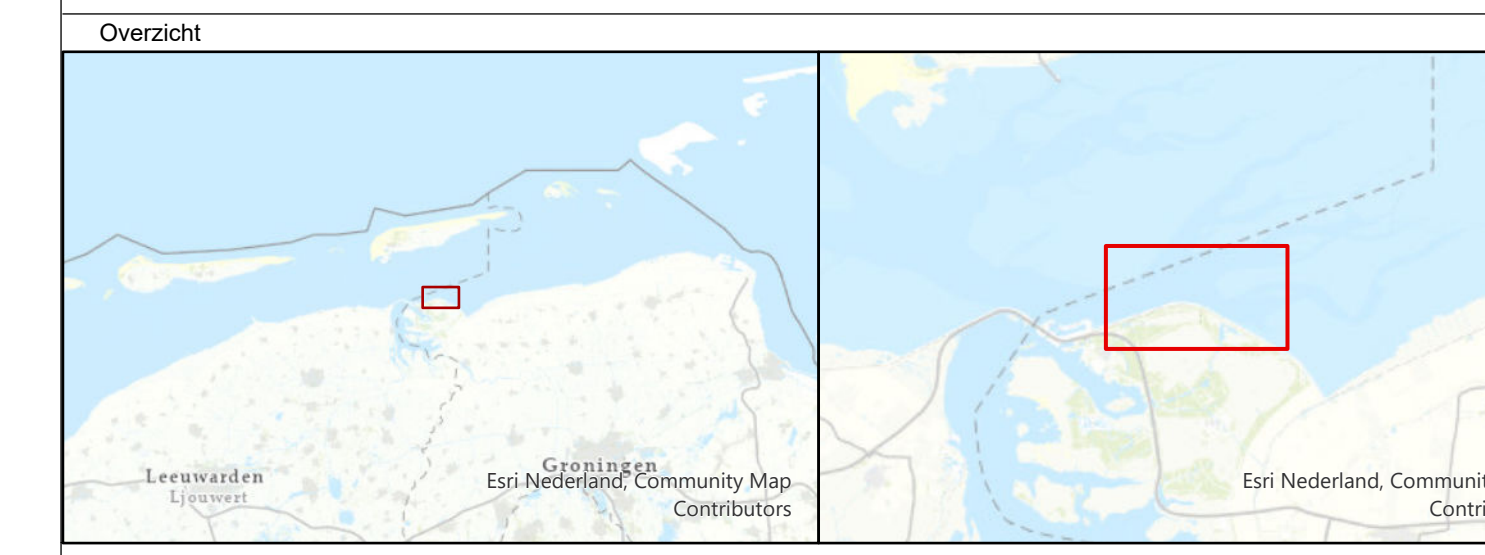 Overzicht
Leeuwarden
Ljouwert
Groningen
Esri Nederland, Community Map
Contributors
Esri Nederland, Communit
Contri